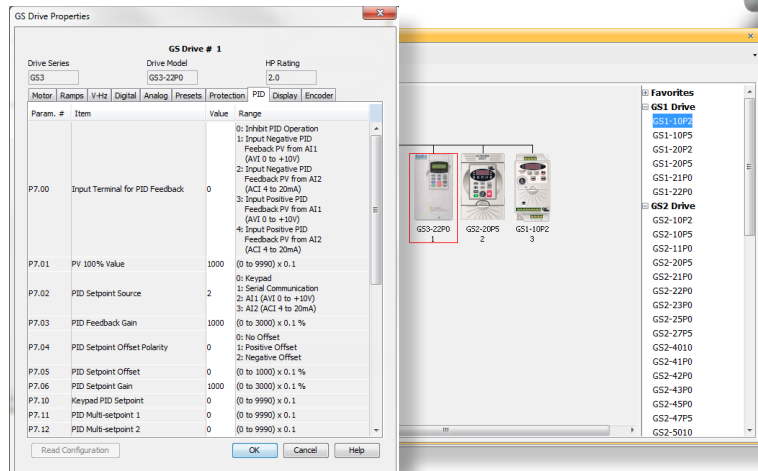 GS Drive Properties
GS Drive # 1
Drive Series Drive Model HP Rating
GS3 GS3-22P0 2.0
Motor Ramps V-Hz Digital Analog Presets Protection PID Display Encoder
Param. # Item Value Range
P7.00 Input Terminal for PID Feedback 0 0: Inhibit PID Operation
1: Input Negative PID
Feeback PV from AI1
(AVI 0 to +10V)
2: Input Negative PID
Feedback PV from AI2
(ACI 4 to 20mA)
3: Input Positive PID
Feedback PV from AI1
(AVI 0 to +10V)
4: Input Positive PID
Feedback PV from AI2
(ACI 4 to 20mA)
P7.01 PV 100% Value 1000 (0 to 9990) x 0.1
P7.02 PID Setpoint Source 2 0: Keypad
1: Serial Communication
2: AI1 (AVI 0 to +10V)
3: AI2 (ACI 4 to 20mA)
P7.03 PID Feedback Gain 1000 (0 to 3000) x 0.1 %
P7.04 PID Setpoint Offset Polarity 0 0: No Offset
1: Positive Offset
2: Negative Offset
P7.05 PID Setpoint Offset 0 (0 to 1000) x 0.1 %
P7.06 PID Setpoint Gain 1000 (0 to 3000) x 0.1 %
P7.10 Keypad PID Setpoint 0 (0 to 9990) x 0.1
P7.11 PID Multi-setpoint 1 0 (0 to 9990) x 0.1
P7.12 PID Multi-setpoint 2 0 (0 to 9990) x 0.1
Read Configuration OK Cancel Help
GS3-22P0 GS2-20P5 GS1-10P2
1 2 3
Favorites
GS1 Drive
GS1-10P2
GS1-10P5
GS1-20P2
GS1-20P5
GS1-21P0
GS1-22P0
GS2 Drive
GS2-10P2
GS2-10P5
GS2-11P0
GS2-20P5
GS2-21P0
GS2-22P0
GS2-23P0
GS2-25P0
GS2-27P5
GS2-4010
GS2-41P0
GS2-42P0
GS2-43P0
GS2-45P0
GS2-47P5
GS2-5010